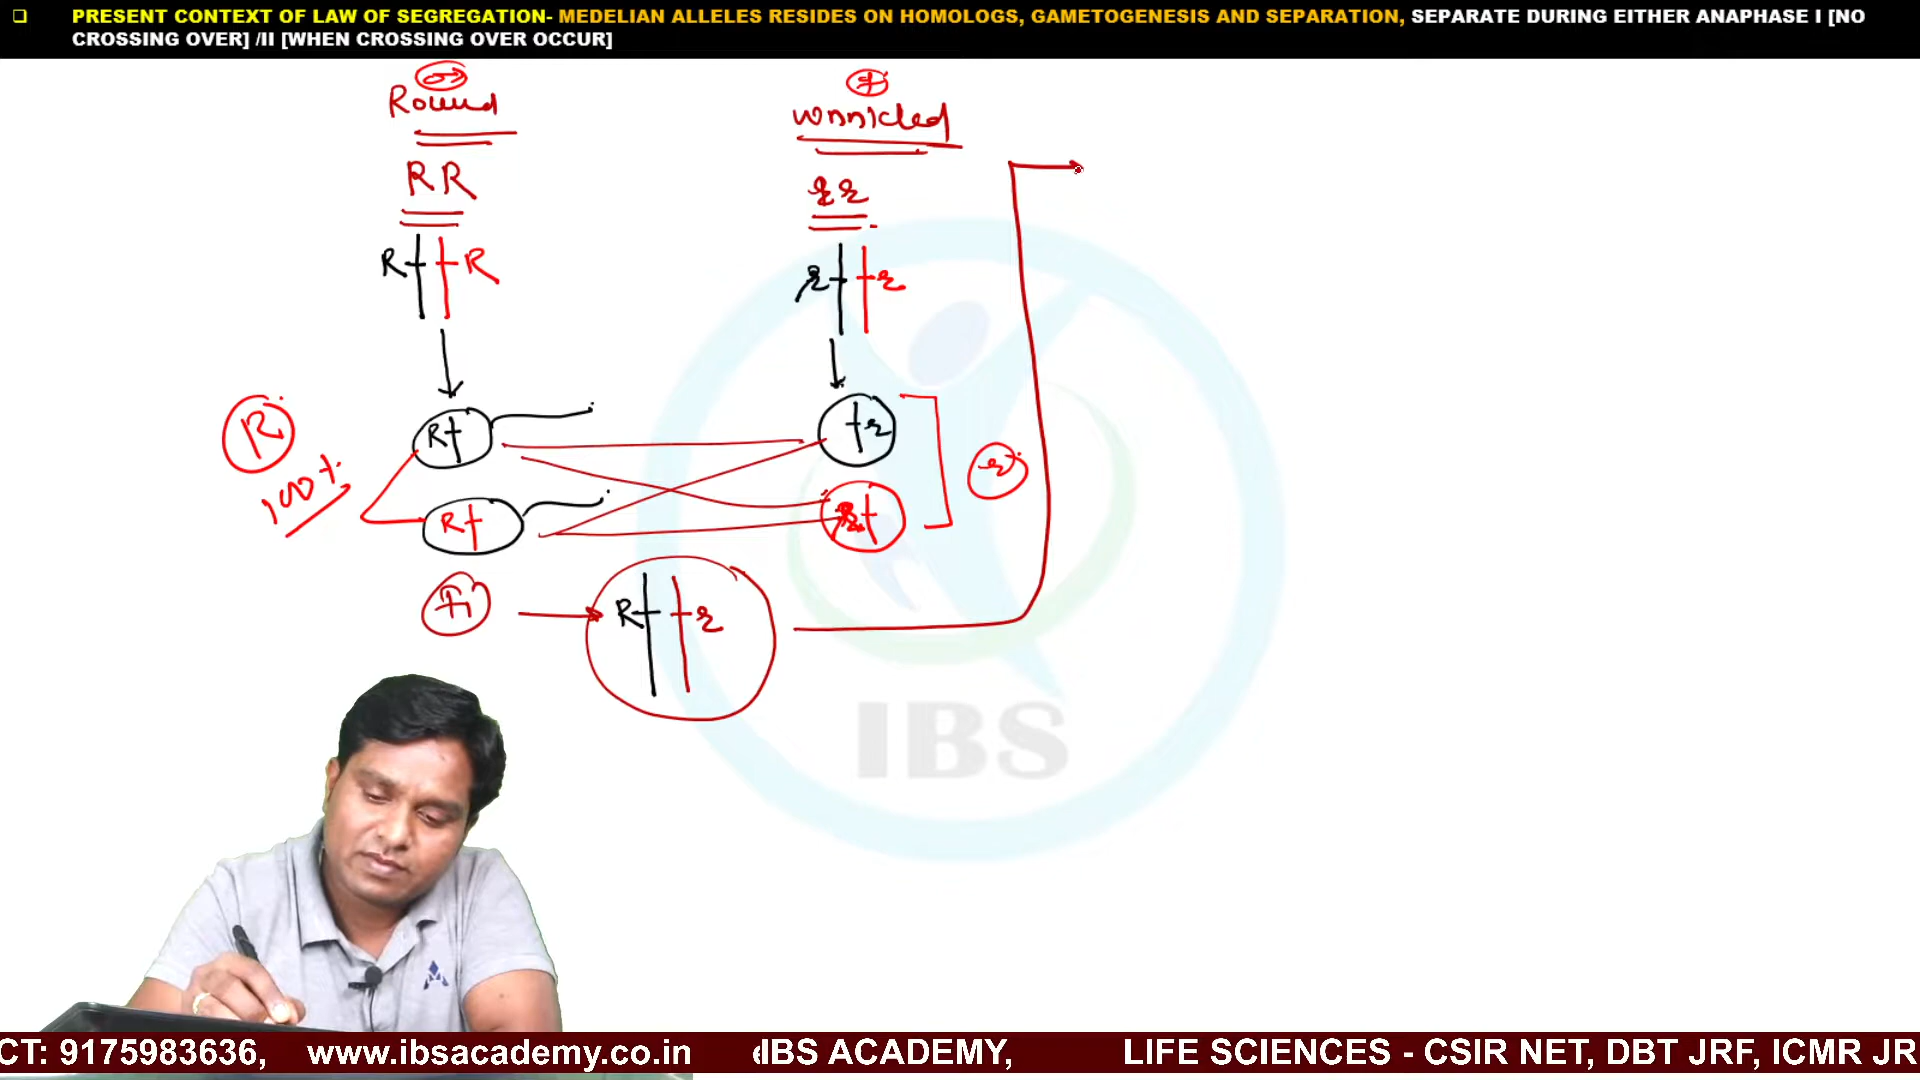 ❑ PRESENT CONTEXT OF LAW OF SEGREGATION- MEDELIAN ALLELES RESIDES ON HOMOLOGS, GAMETOGENESIS AND SEPARATION, SEPARATE DURING EITHER ANAPHASE I [NO
CROSSING OVER] /II [WHEN CROSSING OVER OCCUR]
Round
RR
R R
rr
r r
R
100%
R
r
R
r
r
F1
R r
IBS
CT: 9175983636, www.ibsacademy.co.in IBS ACADEMY, LIFE SCIENCES - CSIR NET, DBT JRF, ICMR JR